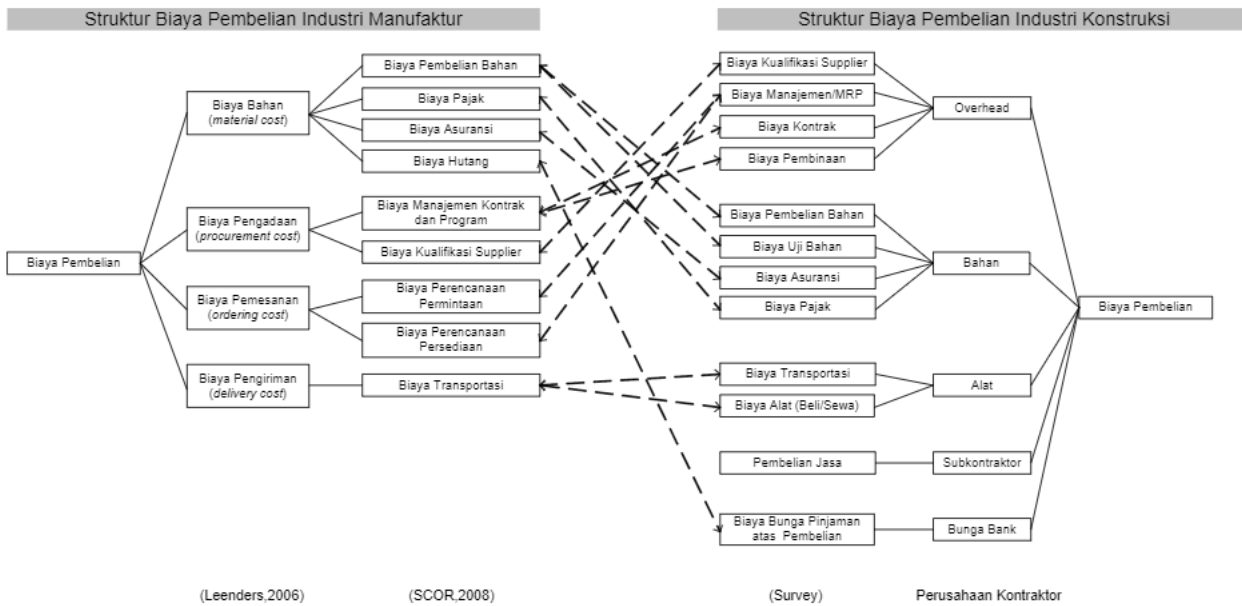 Struktur Biaya Pembelian Industri Manufaktur
Struktur Biaya Pembelian Industri Konstruksi
Biaya Pembelian
Biaya Bahan
(material cost)
Biaya Pengadaan
(procurement cost)
Biaya Pemesanan
(ordering cost)
Biaya Pengiriman
(delivery cost)
Biaya Pembelian Bahan
Biaya Pajak
Biaya Asuransi
Biaya Hutang
Biaya Manajemen Kontrak
dan Program
Biaya Kualifikasi Supplier
Biaya Perencanaan
Permintaan
Biaya Perencanaan
Persediaan
Biaya Transportasi
Biaya Kualifikasi Supplier
Biaya Manajemen/MRP
Biaya Kontrak
Biaya Pembinaan
Biaya Pembelian Bahan
Biaya Uji Bahan
Biaya Asuransi
Biaya Pajak
Biaya Transportasi
Biaya Alat (Beli/Sewa)
Pembelian Jasa
Biaya Bunga Pinjaman
atas Pembelian
Overhead
Bahan
Alat
Subkontraktor
Bunga Bank
Biaya Pembelian
(Leenders,2006)
(SCOR,2008)
(Survey)
Perusahaan Kontraktor